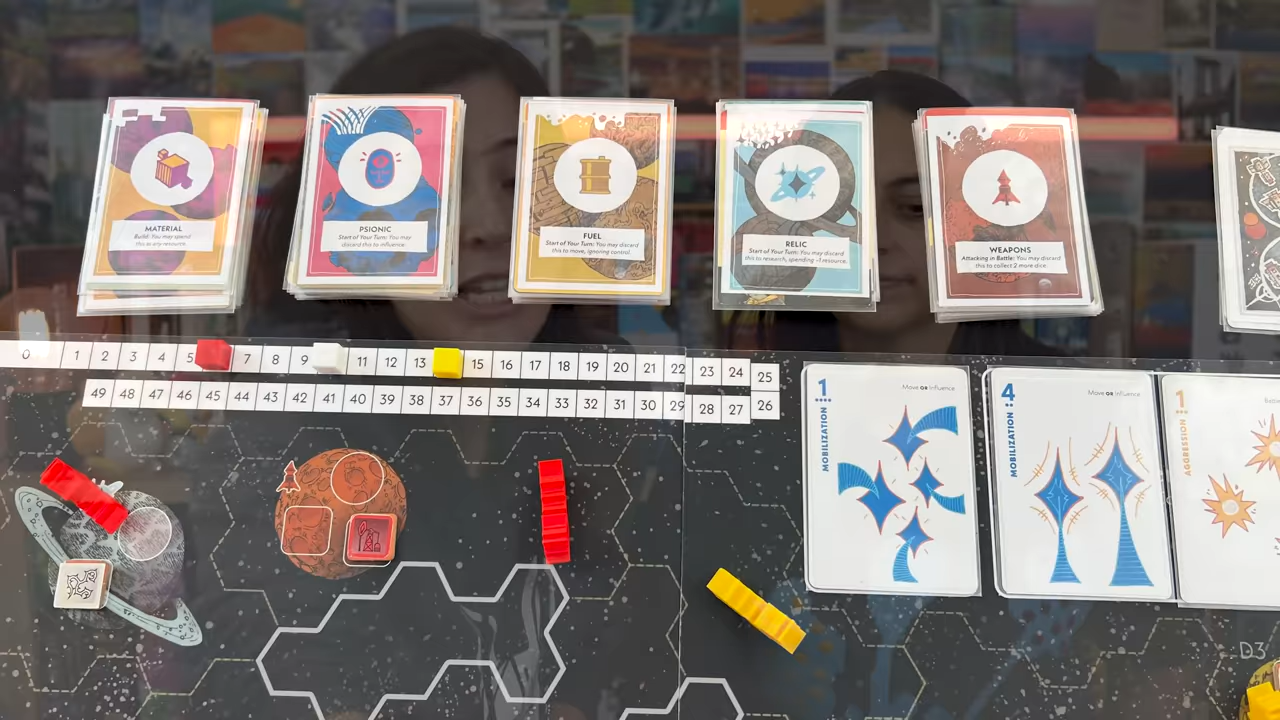 MATERIAL
Build: You may spend
this as any resource.
PSIONIC
Start of Your Turn: You may
discard this to influence.
FUEL
Start of Your Turn: You may discard
this to move, ignoring control.
RELIC
Start of Your Turn: You may discard
this to research, spending -1 resource.
WEAPONS
Attacking in Battle: You may discard
this to collect 2 more dice.
0 1 2 3 4 5 7 8 9 11 12 13 15 16 17 18 19 20 21 22 23 24 25
49 48 47 46 45 44 43 42 41 40 39 38 37 36 35 34 33 32 31 30 29 28 27 26
1
MOBILIZATION
Move OR Influence
4
MOBILIZATION
Move OR Influence
1
AGGRESSION
D3